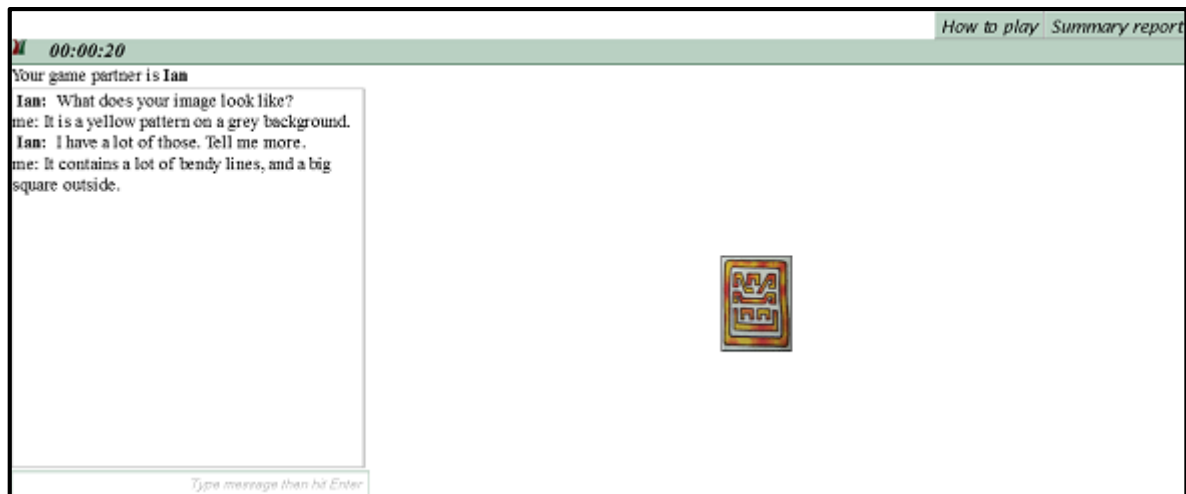 How to play Summary report
00:00:20
Your game partner is Ian
Ian: What does your image look like?
me: It is a yellow pattern on a grey background.
Ian: I have a lot of those. Tell me more.
me: It contains a lot of bendy lines, and a big
square outside.
Type message then hit Enter